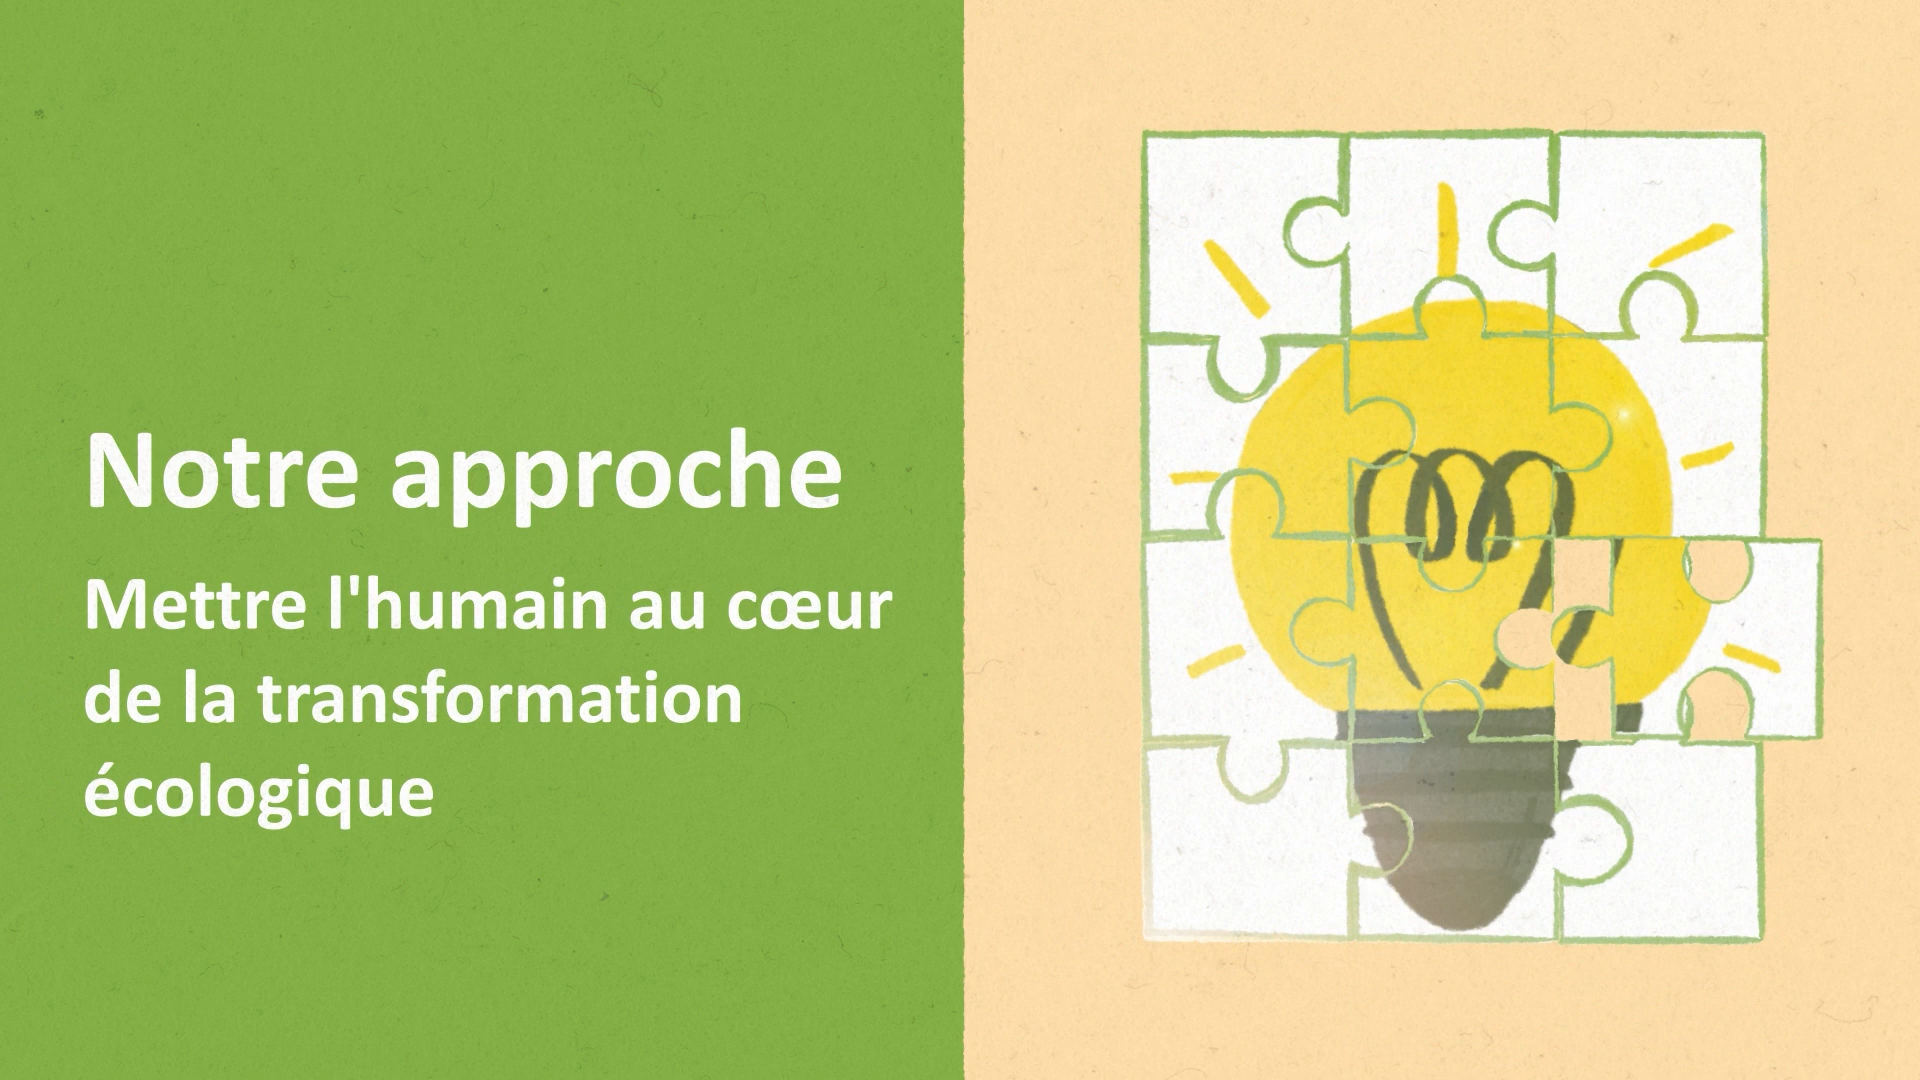 Notre approche
Mettre l'humain au cœur
de la transformation
écologique